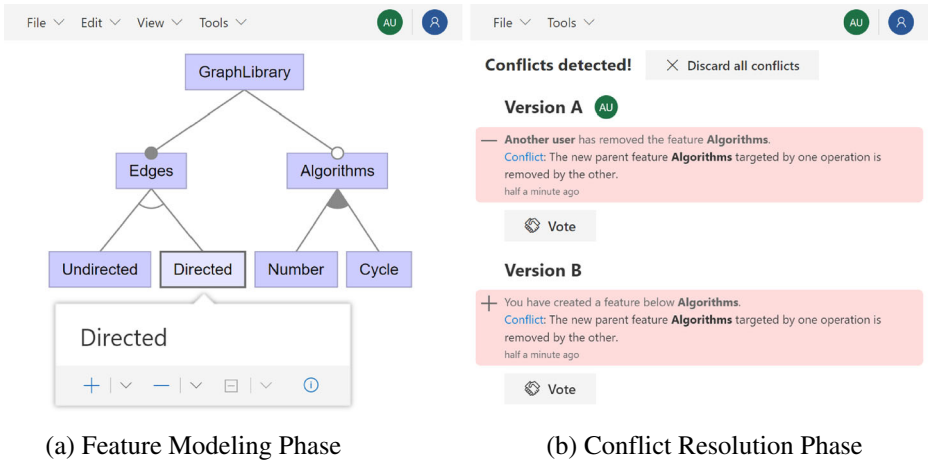 File Edit View Tools AU
GraphLibrary
Edges Algorithms
Undirected Directed Number Cycle
Directed
(a) Feature Modeling Phase
File Tools AU
Conflicts detected! Discard all conflicts
Version A AU
Another user has removed the feature Algorithms.
Conflict: The new parent feature Algorithms targeted by one operation is
removed by the other.
half a minute ago
Vote
Version B
You have created a feature below Algorithms.
Conflict: The new parent feature Algorithms targeted by one operation is
removed by the other.
half a minute ago
Vote
(b) Conflict Resolution Phase